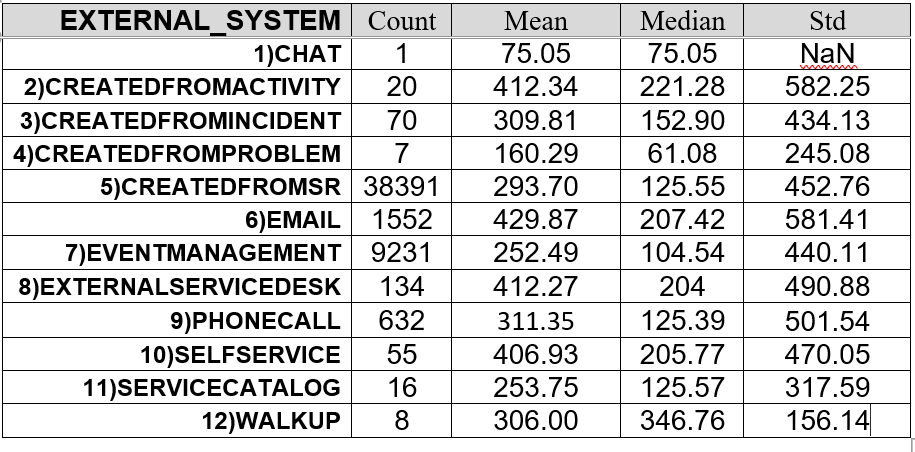 EXTERNAL_SYSTEM Count Mean Median Std
1)CHAT 1 75.05 75.05 NaN
2)CREATEDFROMACTIVITY 20 412.34 221.28 582.25
3)CREATEDFROMINCIDENT 70 309.81 152.90 434.13
4)CREATEDFROMPROBLEM 7 160.29 61.08 245.08
5)CREATEDFROMSR 38391 293.70 125.55 452.76
6)EMAIL 1552 429.87 207.42 581.41
7)EVENTMANAGEMENT 9231 252.49 104.54 440.11
8)EXTERNALSERVICEDESK 134 412.27 204 490.88
9)PHONECALL 632 311.35 125.39 501.54
10)SELFSERVICE 55 406.93 205.77 470.05
11)SERVICECATALOG 16 253.75 125.57 317.59
12)WALKUP 8 306.00 346.76 156.14